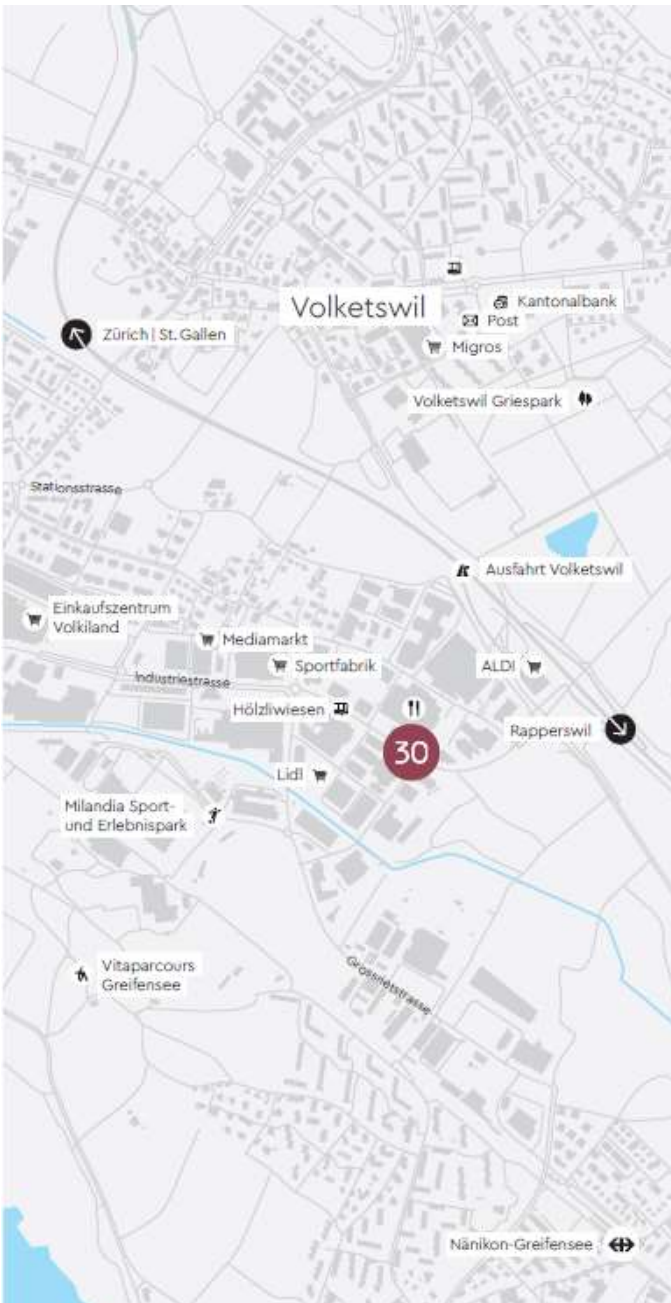 Volketswil
Kantonalbank
Post
Zürich | St. Gallen
Migros
Volketswil Griespark
Stationsstrasse
Ausfahrt Volketswil
Einkaufszentrum
Volkiland
Mediamarkt
Sportfabrik
ALDI
Industriestrasse
Hölzliwiesen
Rapperswil
30
Lidl
Milandia Sport-
und Erlebnispark
Vitaparcours
Greifensee
Grossrietstrasse
Nänikon-Greifensee